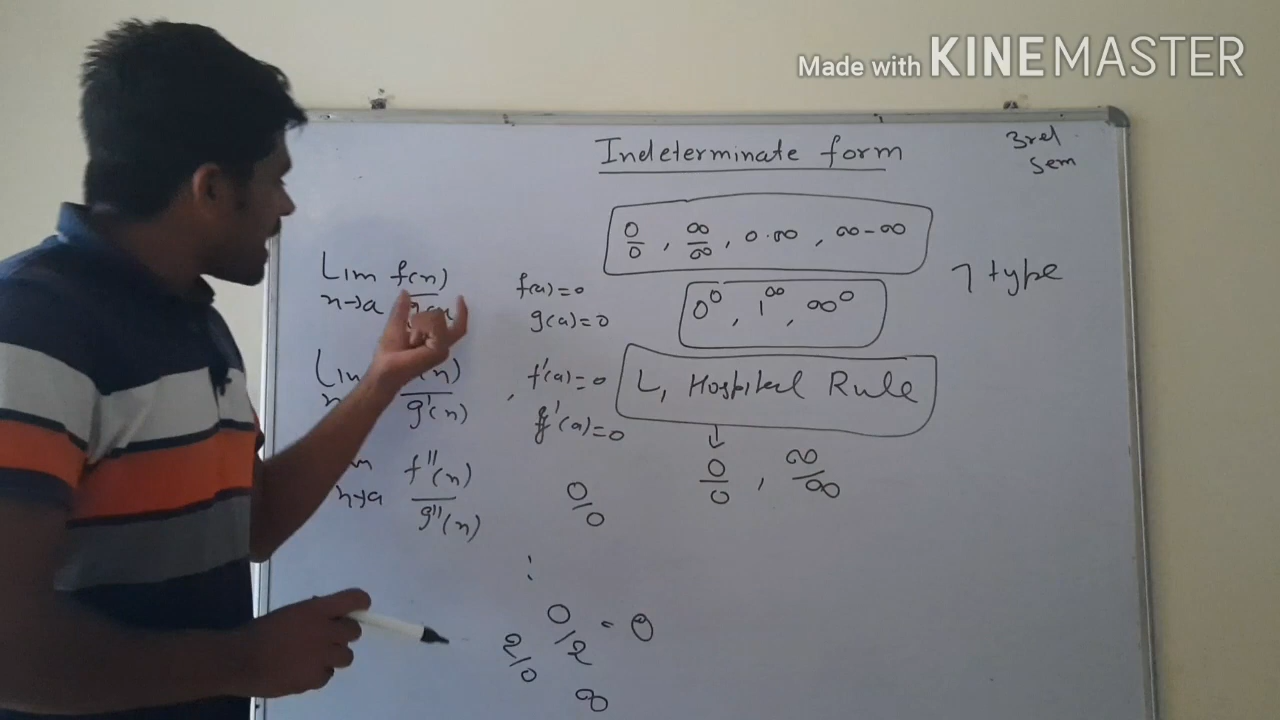 Made with KINEMASTER
Indeterminate form
3rd sem
0/0 , ∞/∞ , 0·∞ , ∞-∞
0⁰ , 1^∞ , ∞⁰
7 type
Lim f(n)
n→a
f(a)=0
g(a)=0
L, Hospital Rule
0/0 , ∞/∞
g'(n)
, f'(a)=0
g'(a)=0
n→a f''(n)/g''(n)
0/0
:
0/2 = 0
2/0
∞